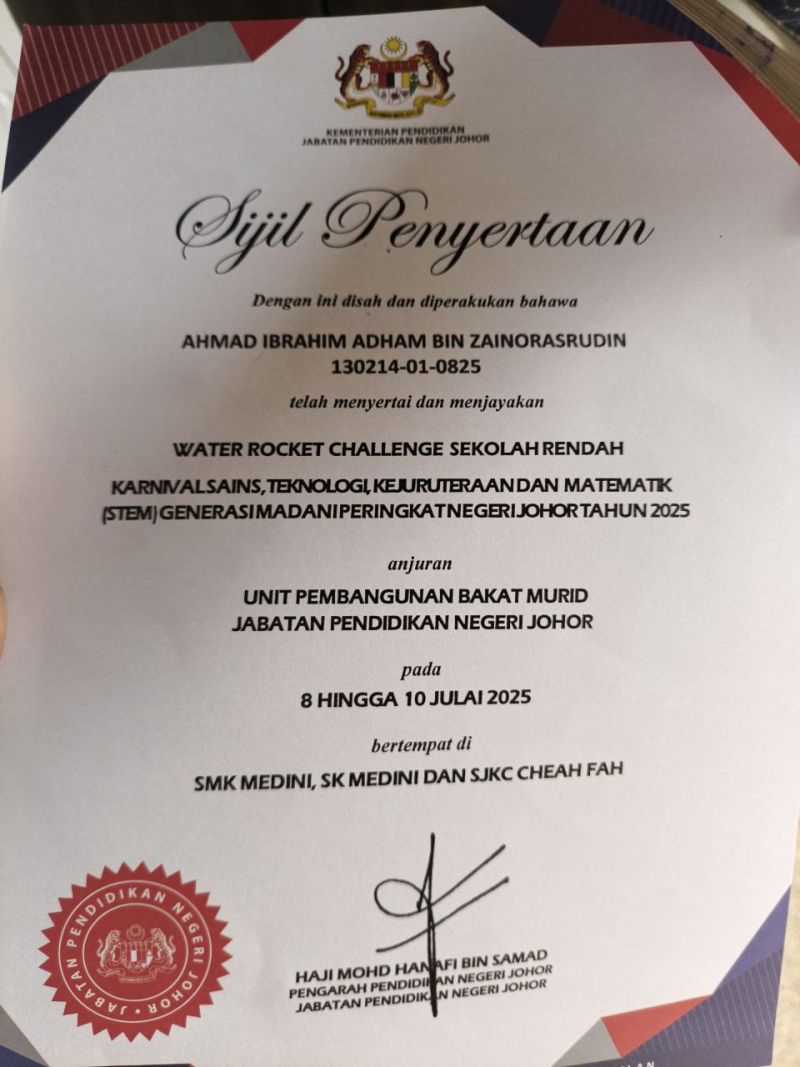 KEMENTERIAN PENDIDIKAN
JABATAN PENDIDIKAN NEGERI JOHOR
Sijil Penyertaan
Dengan ini disah dan diperakukan bahawa
AHMAD IBRAHIM ADHAM BIN ZAINORASRUDIN
130214-01-0825
telah menyertai dan menjayakan
WATER ROCKET CHALLENGE SEKOLAH RENDAH
KARNIVAL SAINS, TEKNOLOGI, KEJURUTERAAN DAN MATEMATIK
(STEM) GENERASI MADANI PERINGKAT NEGERI JOHOR TAHUN 2025
anjuran
UNIT PEMBANGUNAN BAKAT MURID
JABATAN PENDIDIKAN NEGERI JOHOR
pada
8 HINGGA 10 JULAI 2025
bertempat di
SMK MEDINI, SK MEDINI DAN SJKC CHEAH FAH
JABATAN PENDIDIKAN NEGERI JOHOR
HAJI MOHD HANAFI BIN SAMAD
PENGARAH PENDIDIKAN NEGERI JOHOR
JABATAN PENDIDIKAN NEGERI JOHOR